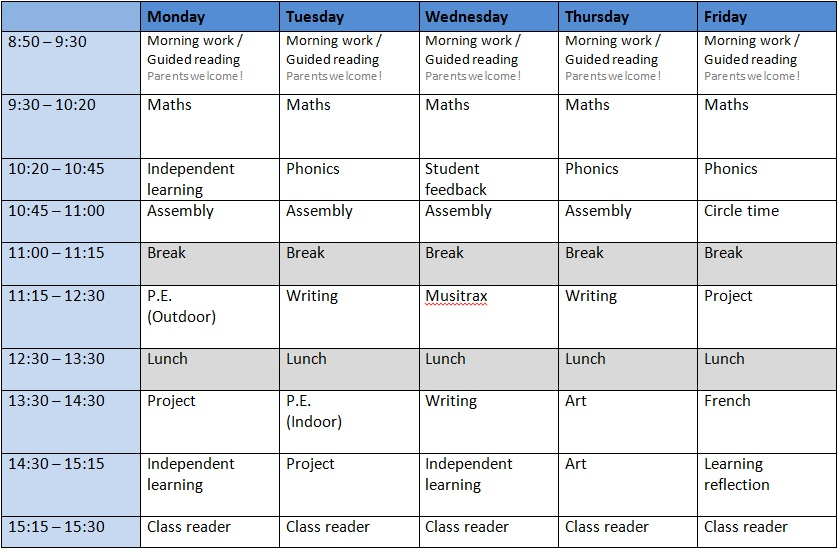 Monday Tuesday Wednesday Thursday Friday
8:50 – 9:30 Morning work / Morning work / Morning work / Morning work / Morning work /
Guided reading Guided reading Guided reading Guided reading Guided reading
Parents welcome! Parents welcome! Parents welcome! Parents welcome! Parents welcome!
9:30 – 10:20 Maths Maths Maths Maths Maths
10:20 – 10:45 Independent Phonics Student Phonics Phonics
learning feedback
10:45 – 11:00 Assembly Assembly Assembly Assembly Circle time
11:00 – 11:15 Break Break Break Break Break
11:15 – 12:30 P.E. Writing Musitrax Writing Project
(Outdoor)
12:30 – 13:30 Lunch Lunch Lunch Lunch Lunch
13:30 – 14:30 Project P.E. Writing Art French
(Indoor)
14:30 – 15:15 Independent Project Independent Art Learning
learning learning reflection
15:15 – 15:30 Class reader Class reader Class reader Class reader Class reader